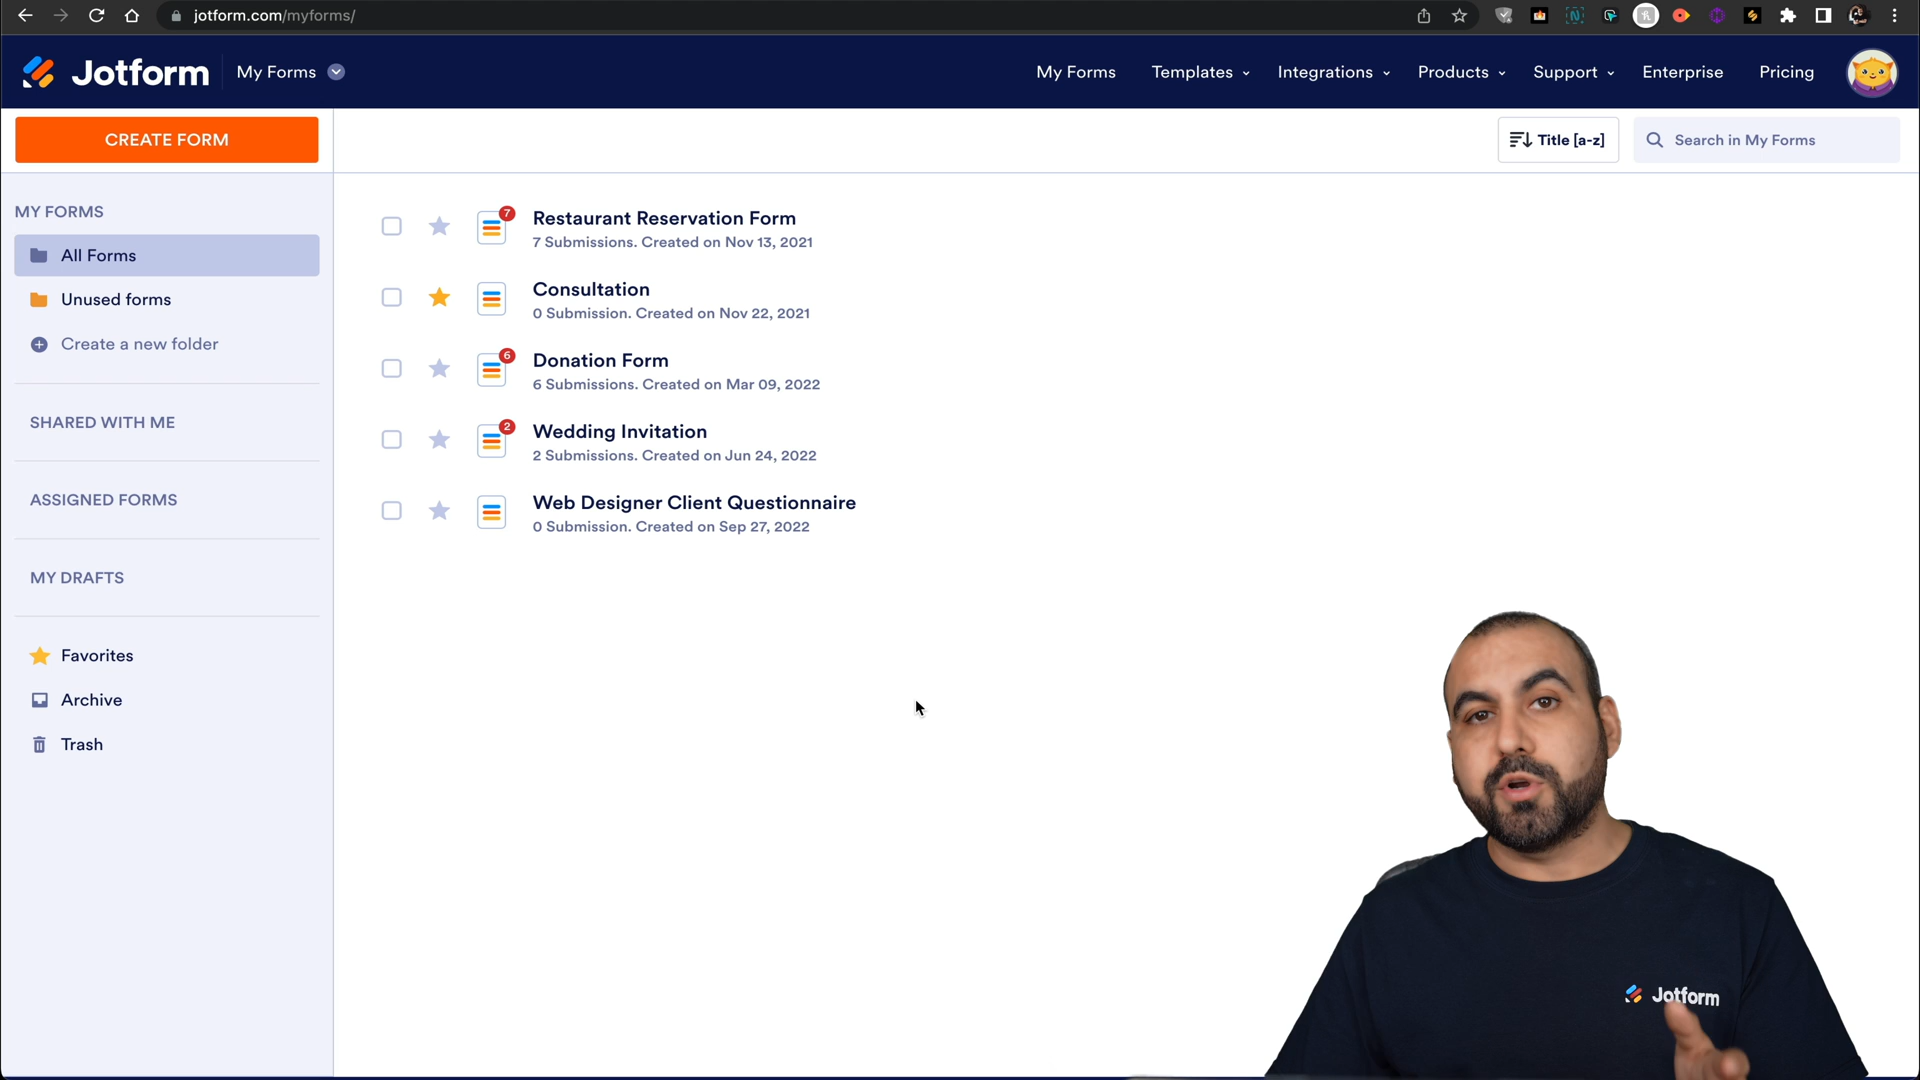 jotform.com/myforms/
Jotform
My Forms
My Forms
Templates
Integrations
Products
Support
Enterprise
Pricing
CREATE FORM
Title [a-z]
Search in My Forms
MY FORMS
All Forms
Unused forms
Create a new folder
SHARED WITH ME
ASSIGNED FORMS
MY DRAFTS
Favorites
Archive
Trash
7
Restaurant Reservation Form
7 Submissions. Created on Nov 13, 2021
Consultation
0 Submission. Created on Nov 22, 2021
6
Donation Form
6 Submissions. Created on Mar 09, 2022
2
Wedding Invitation
2 Submissions. Created on Jun 24, 2022
Web Designer Client Questionnaire
0 Submission. Created on Sep 27, 2022
Jotform